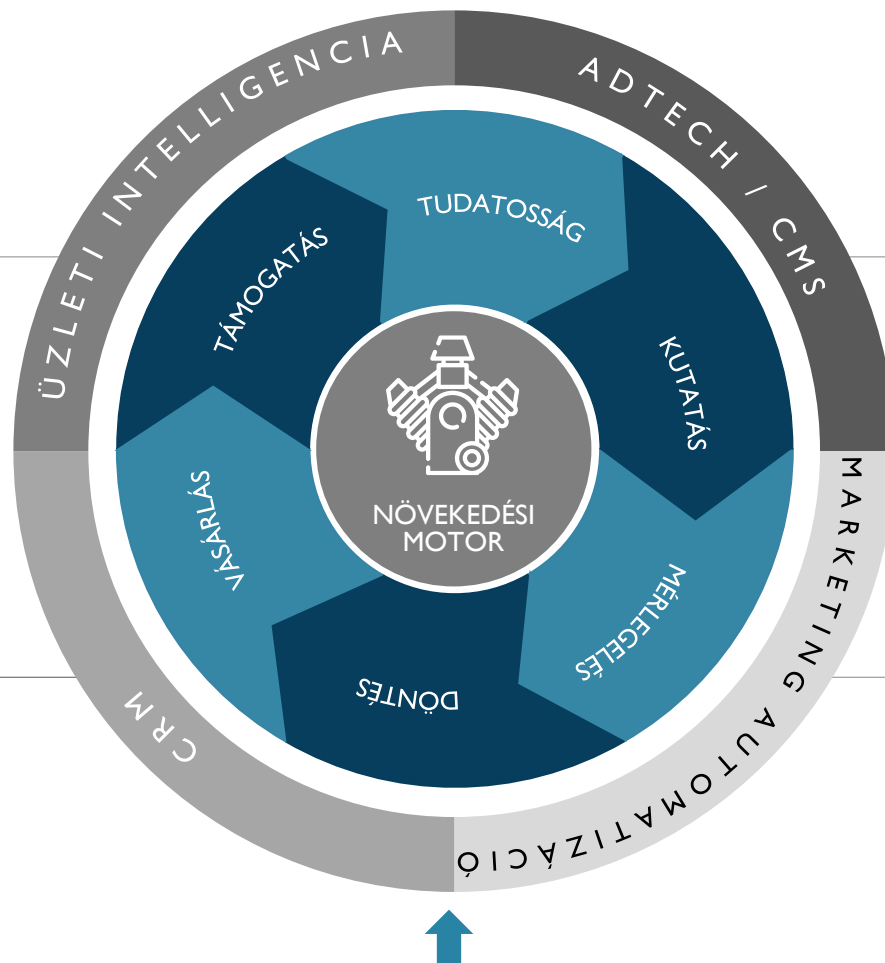 ÜZLETI INTELLIGENCIA
ADTECH / CMS
MARKETING AUTOMATIZÁCIÓ
CRM
TUDATOSSÁG
KUTATÁS
MÉRLEGELÉS
DÖNTÉS
VÁSÁRLÁS
TÁMOGATÁS
NÖVEKEDÉSI
MOTOR